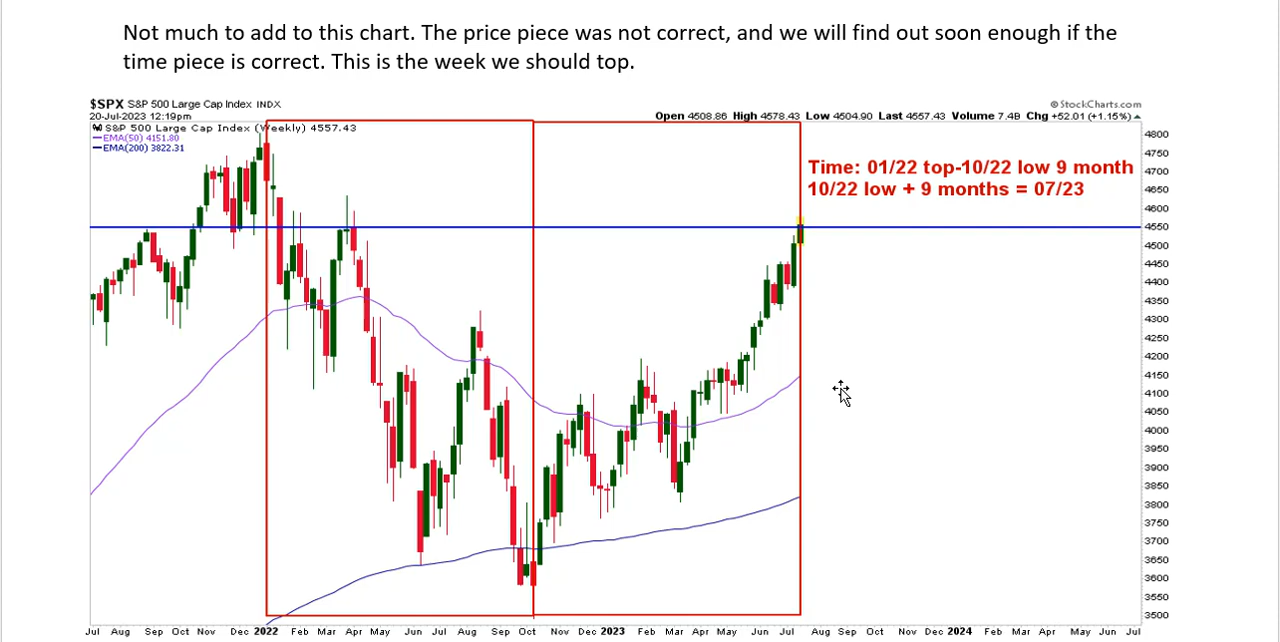 Not much to add to this chart. The price piece was not correct, and we will find out soon enough if the
time piece is correct. This is the week we should top.
$SPX S&P 500 Large Cap Index INDX
© StockCharts.com
20-Jul-2023 12:19pm
Open 4508.86 High 4578.43 Low 4504.90 Last 4557.43 Volume 7.4B Chg +52.01 (+1.15%)
S&P 500 Large Cap Index (Weekly) 4557.43
EMA(50) 4151.80
EMA(200) 3822.31
Time: 01/22 top-10/22 low 9 month
10/22 low + 9 months = 07/23
4800
4750
4700
4650
4600
4550
4500
4450
4400
4350
4300
4250
4200
4150
4100
4050
4000
3950
3900
3850
3800
3750
3700
3650
3600
3550
3500
Jul Aug Sep Oct Nov Dec 2022 Feb Mar Apr May Jun Jul Aug Sep Oct Nov Dec 2023 Feb Mar Apr May Jun Jul Aug Sep Oct Nov Dec 2024 Feb Mar Apr May Jun Jul